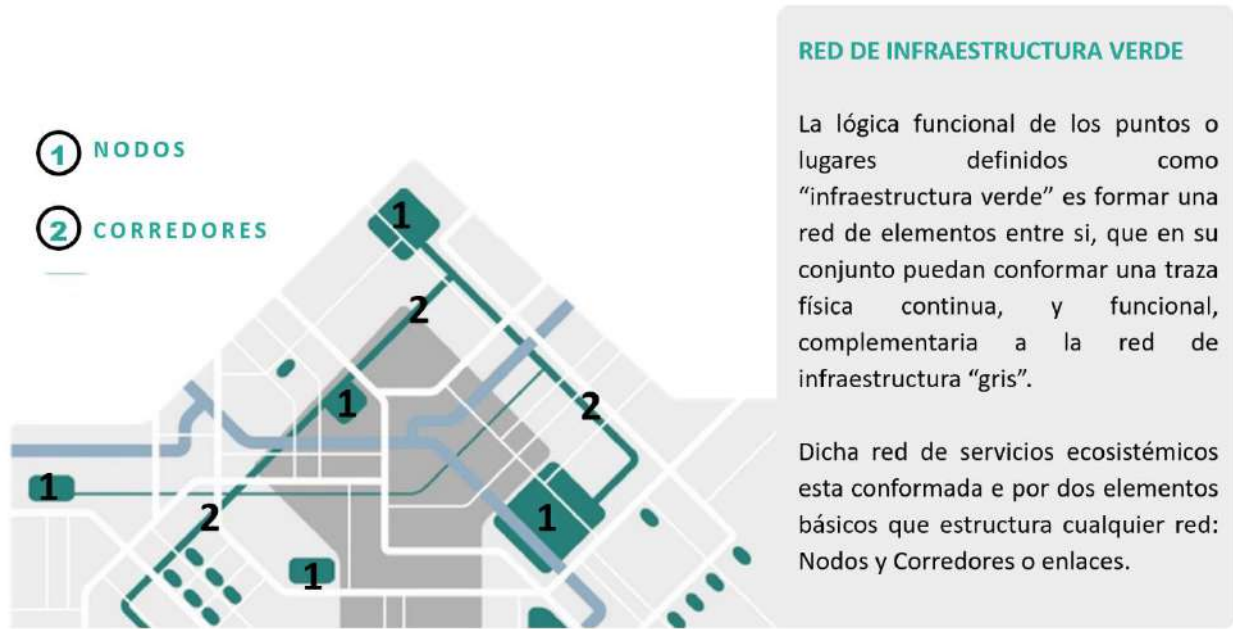 1 NODOS
2 CORREDORES
1
2
1
2
1
2
1
1
RED DE INFRAESTRUCTURA VERDE
La lógica funcional de los puntos o
lugares definidos como
“infraestructura verde” es formar una
red de elementos entre si, que en su
conjunto puedan conformar una traza
física continua, y funcional,
complementaria a la red de
infraestructura “gris”.
Dicha red de servicios ecosistémicos
esta conformada e por dos elementos
básicos que estructura cualquier red:
Nodos y Corredores o enlaces.